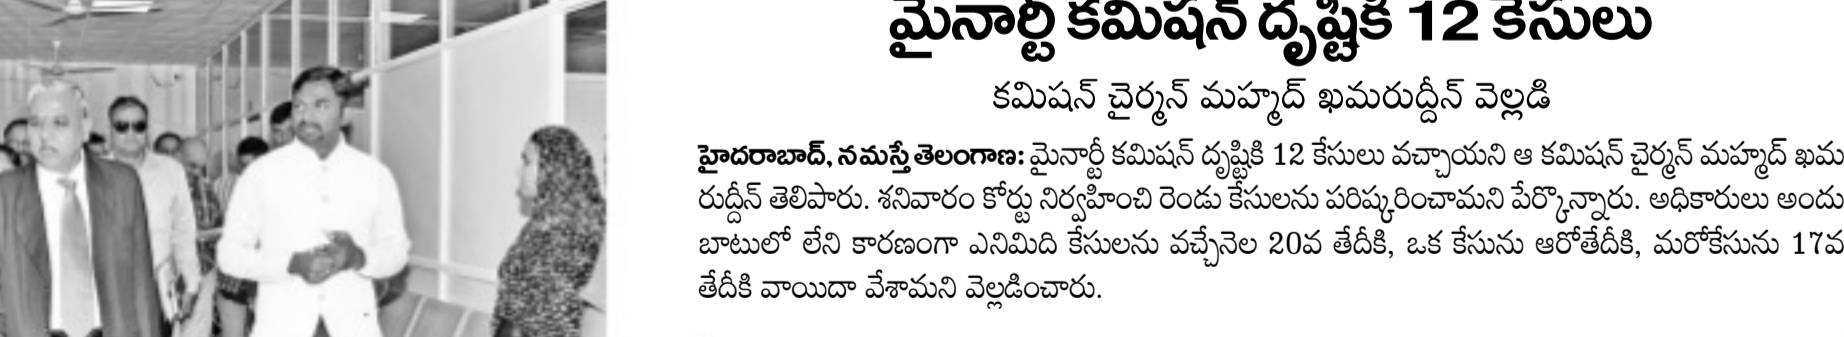 మైనార్టీ కమిషన్ దృష్టికి 12 కేసులు
కమిషన్ చైర్మన్ మహ్మద్ ఖమరుద్దీన్ వెల్లడి
హైదరాబాద్, నమస్తే తెలంగాణ: మైనార్టీ కమిషన్ దృష్టికి 12 కేసులు వచ్చాయని ఆ కమిషన్ చైర్మన్ మహ్మద్ ఖమ
రుద్దీన్ తెలిపారు. శనివారం కోర్టు నిర్వహించి రెండు కేసులను పరిష్కరించామని పేర్కొన్నారు. అధికారులు అందు
బాటులో లేని కారణంగా ఎనిమిది కేసులను వచ్చేనెల 20వ తేదీకి, ఒక కేసును ఆరోతేదీకి, మరోకేసును 17వ
తేదీకి వాయిదా వేశామని వెల్లడించారు.